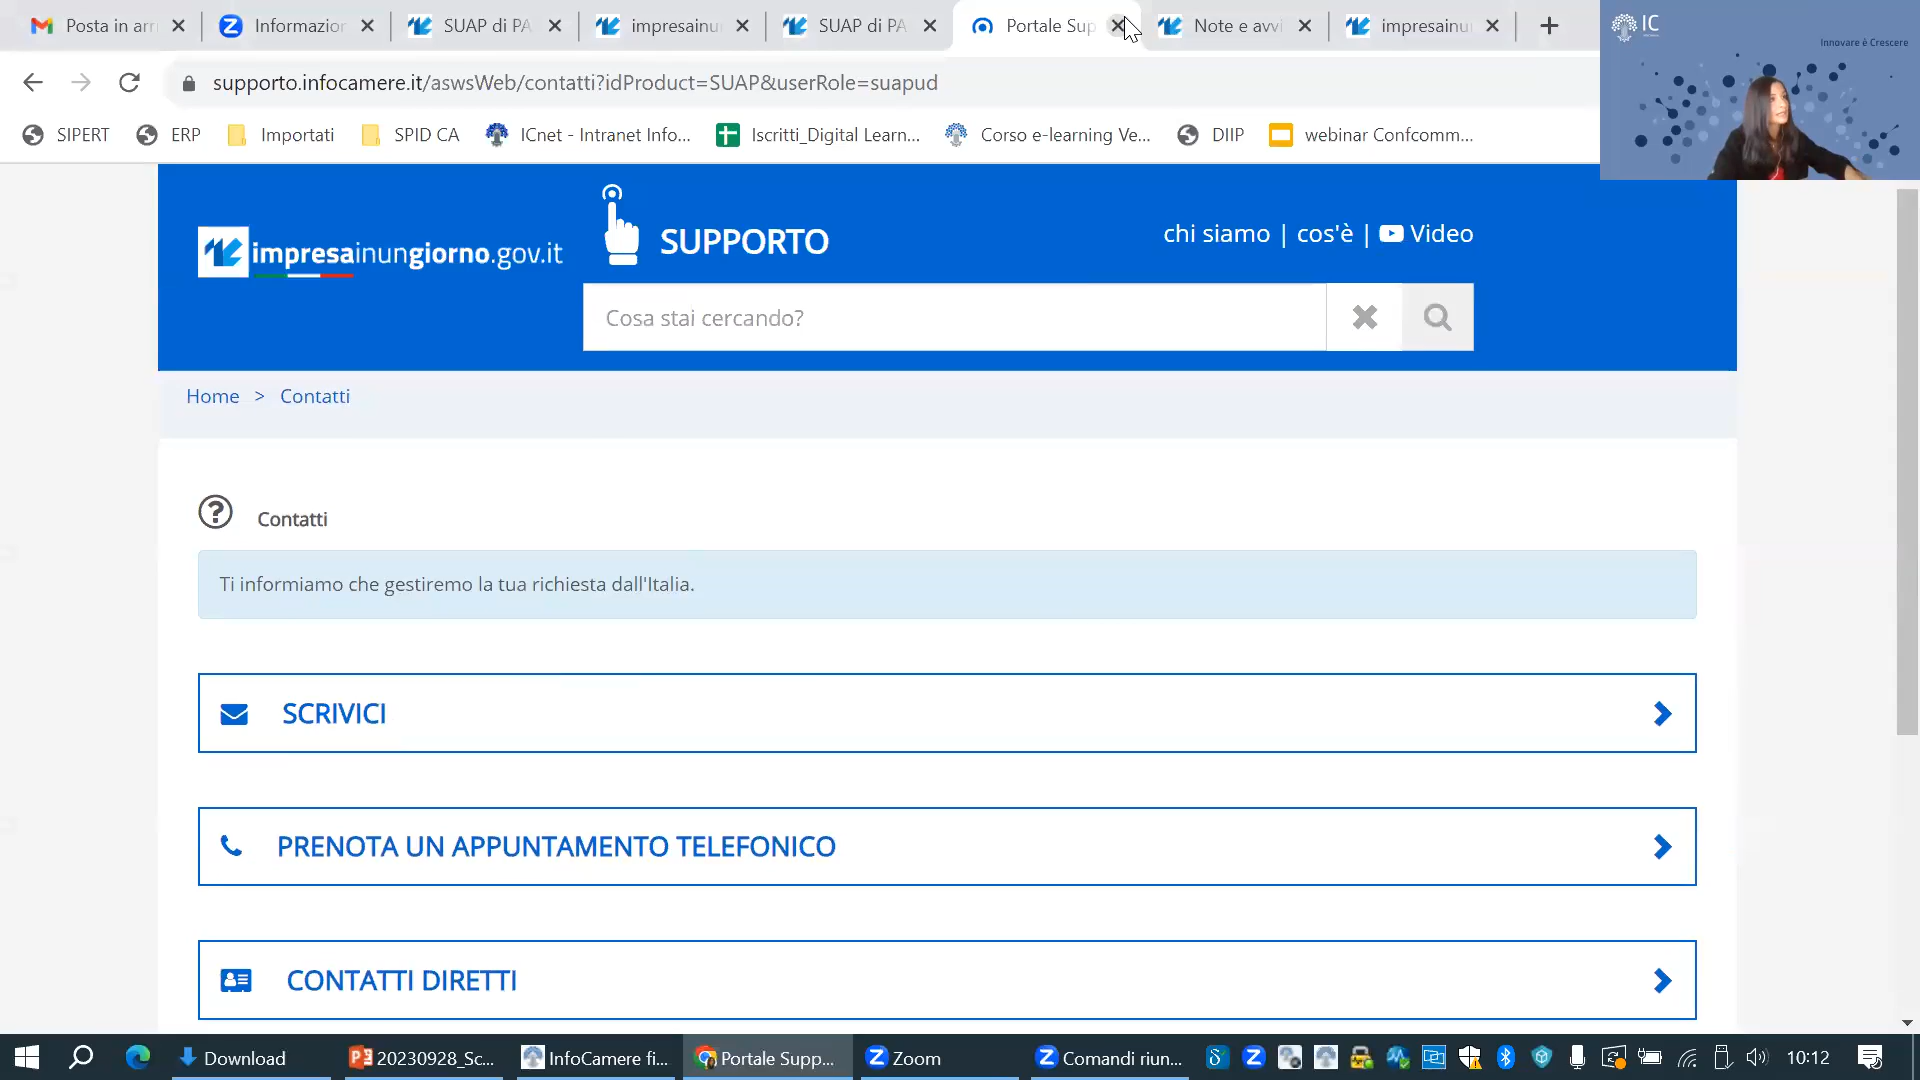 Posta in arr
Informazion
SUAP di PA
impresainu
SUAP di PA
Portale Sup
Note e avvi
impresainu
IC
Innovare è Crescere
supporto.infocamere.it/aswsWeb/contatti?idProduct=SUAP&userRole=suapud
SIPERT
ERP
Importati
SPID CA
ICnet - Intranet Info...
Iscritti_Digital Learn...
Corso e-learning Ve...
DIIP
webinar Confcomm...
impresainungiorno.gov.it
SUPPORTO
chi siamo | cos'è | Video
Cosa stai cercando?
Home > Contatti
Contatti
Ti informiamo che gestiremo la tua richiesta dall'Italia.
SCRIVICI
PRENOTA UN APPUNTAMENTO TELEFONICO
CONTATTI DIRETTI
Download
20230928_Sc...
InfoCamere fi...
Portale Supp...
Zoom
Comandi riun...
10:12